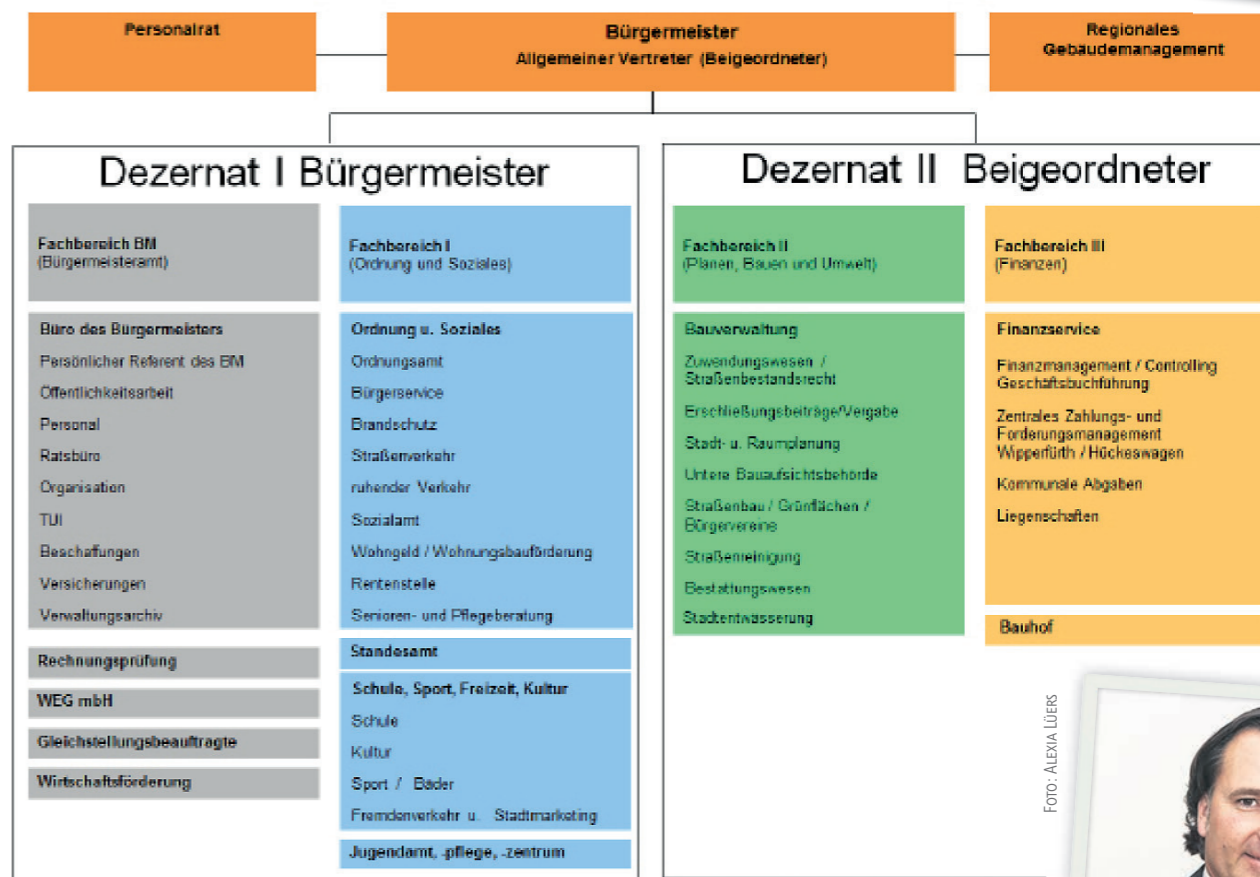 Personalrat
Bürgermeister
Allgemeiner Vertreter (Beigeordneter)
Regionales
Gebäudemanagement
Dezernat I Bürgermeister
Fachbereich BM
(Bürgermeisteramt)
Büro des Bürgermeisters
Persönlicher Referent des BM
Öffentlichkeitsarbeit
Personal
Ratsbüro
Organisation
TUI
Beschaffungen
Versicherungen
Verwaltungsarchiv
Rechnungsprüfung
WEG mbH
Gleichstellungsbeauftragte
Wirtschaftsförderung
Fachbereich I
(Ordnung und Soziales)
Ordnung u. Soziales
Ordnungsamt
Bürgerservice
Brandschutz
Straßenverkehr
ruhender Verkehr
Sozialamt
Wohngeld / Wohnungsbauförderung
Rentenstelle
Senioren- und Pflegeberatung
Standesamt
Schule, Sport, Freizeit, Kultur
Schule
Kultur
Sport / Bäder
Fremdenverkehr u. Stadtmarketing
Jugendamt, -pflege, -zentrum
Dezernat II Beigeordneter
Fachbereich II
(Planen, Bauen und Umwelt)
Bauverwaltung
Zuwendungswesen /
Straßenbestandsrecht
Erschließungsbeiträge/Vergabe
Stadt- u. Raumplanung
Untere Bauaufsichtsbehörde
Straßenbau / Grünflächen /
Bürgervereine
Straßenreinigung
Bestattungswesen
Stadtentwässerung
Fachbereich III
(Finanzen)
Finanzservice
Finanzmanagement / Controlling
Geschäftsbuchführung
Zentrales Zahlungs- und
Forderungsmanagement
Wipperfürth / Hückeswagen
Kommunale Abgaben
Liegenschaften
Bauhof
FOTO: ALEXIA LÜERS